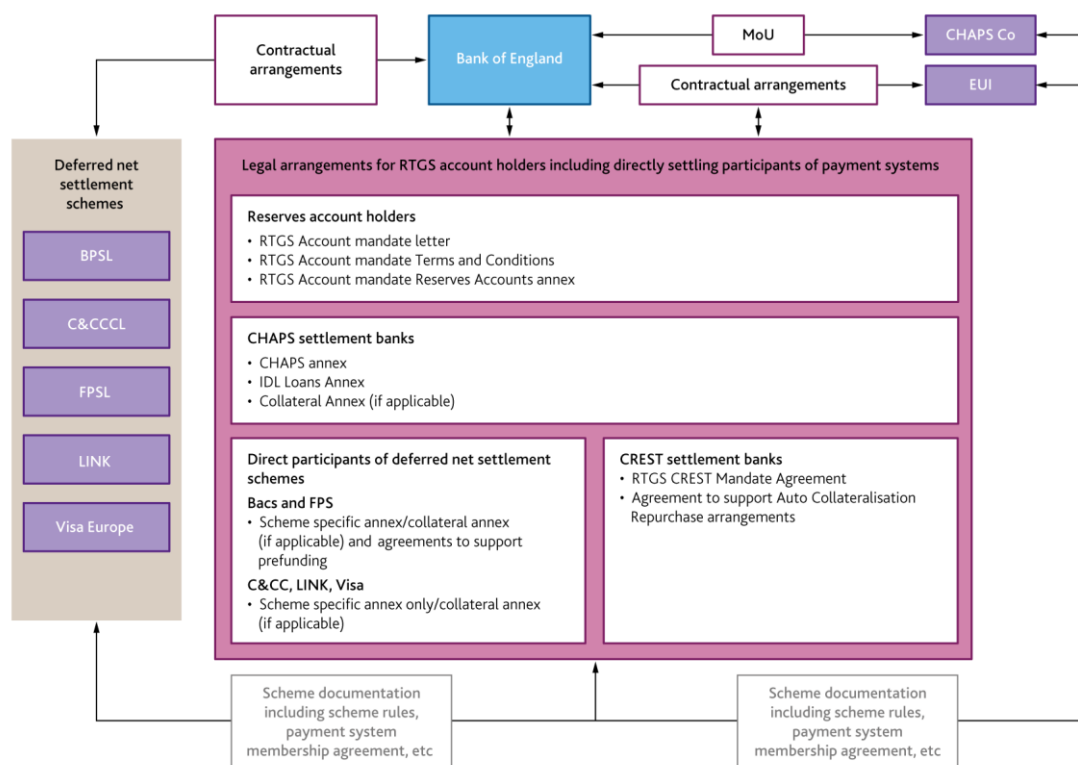 Contractual
arrangements
Bank of England
MoU
CHAPS Co
Contractual arrangements
EUI
Deferred net
settlement
schemes
BPSL
C&CCCL
FPSL
LINK
Visa Europe
Legal arrangements for RTGS account holders including directly settling participants of payment systems
Reserves account holders
• RTGS Account mandate letter
• RTGS Account mandate Terms and Conditions
• RTGS Account mandate Reserves Accounts annex
CHAPS settlement banks
• CHAPS annex
• IDL Loans Annex
• Collateral Annex (if applicable)
Direct participants of deferred net settlement
schemes
Bacs and FPS
• Scheme specific annex/collateral annex
(if applicable) and agreements to support
prefunding
C&CC, LINK, Visa
• Scheme specific annex only/collateral annex
(if applicable)
CREST settlement banks
• RTGS CREST Mandate Agreement
• Agreement to support Auto Collateralisation
Repurchase arrangements
Scheme documentation
including scheme rules,
payment system
membership agreement, etc
Scheme documentation
including scheme rules,
payment system
membership agreement, etc